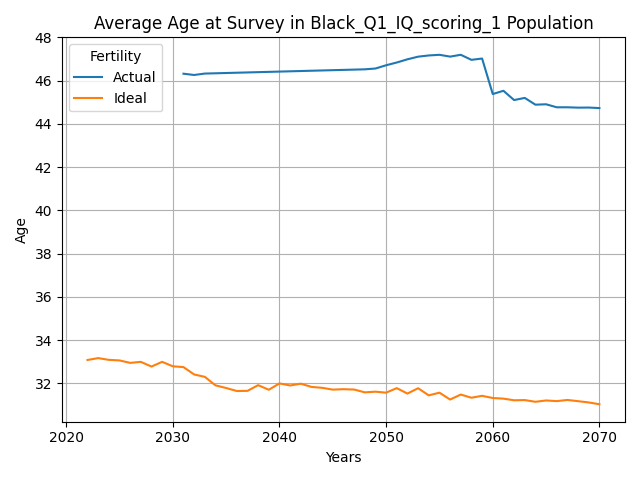 Average Age at Survey in Black_Q1_IQ_scoring_1 Population
Fertility
Actual
Ideal
48
46
44
42
40
38
36
34
32
Age
2020 2030 2040 2050 2060 2070
Years